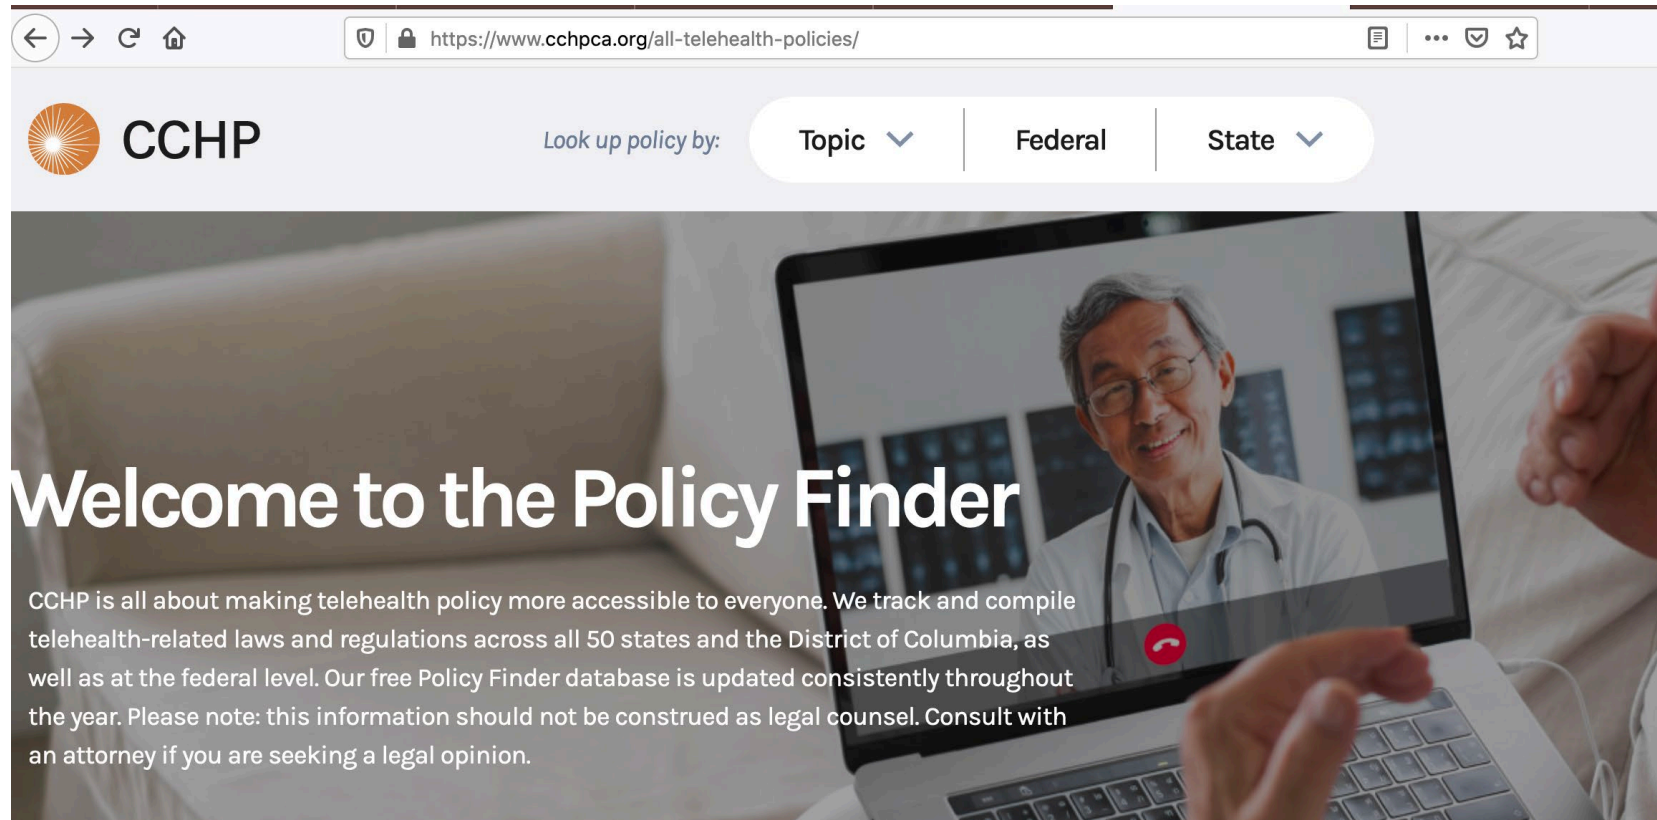 https://www.cchpca.org/all-telehealth-policies/
CCHP
Look up policy by:
Topic
Federal
State
Welcome to the Policy Finder
CCHP is all about making telehealth policy more accessible to everyone. We track and compile
telehealth-related laws and regulations across all 50 states and the District of Columbia, as
well as at the federal level. Our free Policy Finder database is updated consistently throughout
the year. Please note: this information should not be construed as legal counsel. Consult with
an attorney if you are seeking a legal opinion.